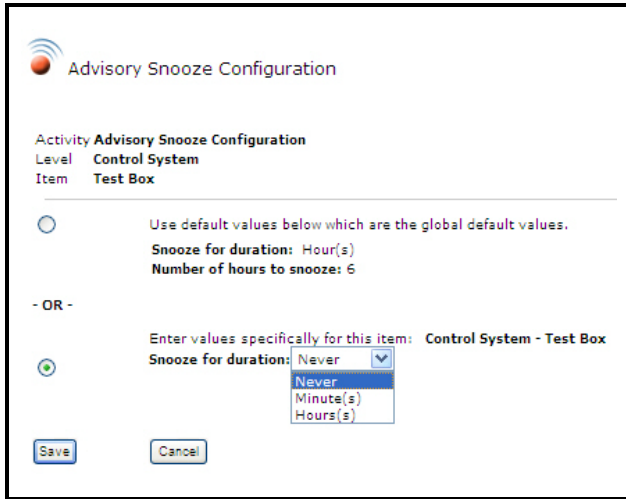 Advisory Snooze Configuration
Activity Advisory Snooze Configuration
Level Control System
Item Test Box
Use default values below which are the global default values.
Snooze for duration: Hour(s)
Number of hours to snooze: 6
- OR -
Enter values specifically for this item: Control System - Test Box
Snooze for duration: Never
Never
Minute(s)
Hours(s)
Save Cancel